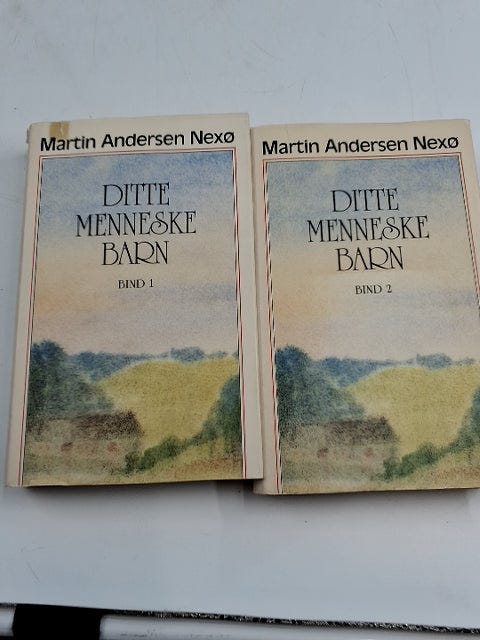 Martin Andersen Nexø
DITTE
MENNESKE
BARN
BIND 1
Martin Andersen Nexø
DITTE
MENNESKE
BARN
BIND 2